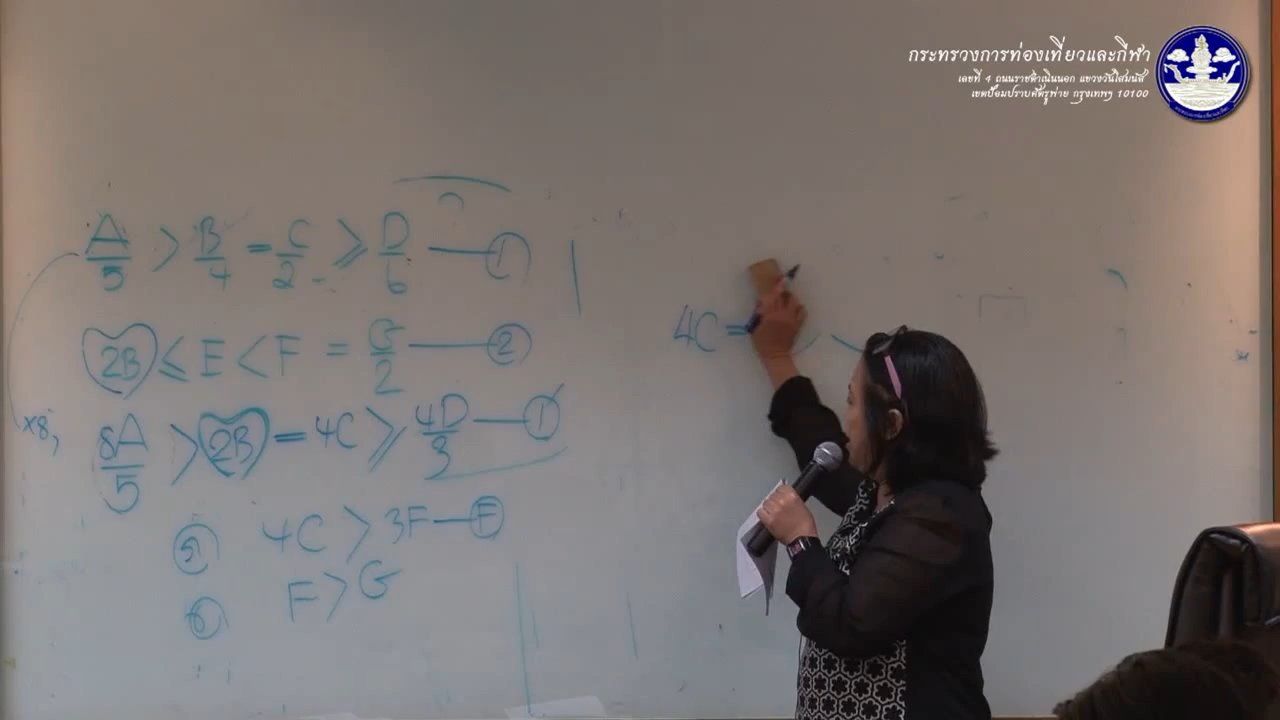 กระทรวงการท่องเที่ยวและกีฬา
เลขที่ 4 ถนนราชดำเนินนอก แขวงวัดโสมนัส
เขตป้อมปราบศัตรูพ่าย กรุงเทพฯ 10100
A/5 > B/4 = C/2 ≥ D/6 — ①
2B ≤ E < F = G/2 — ②
×8, 8A/5 > 2B = 4C ≥ 4D/3 — ①
4C > 3F — Ⓕ
F > G
4C =